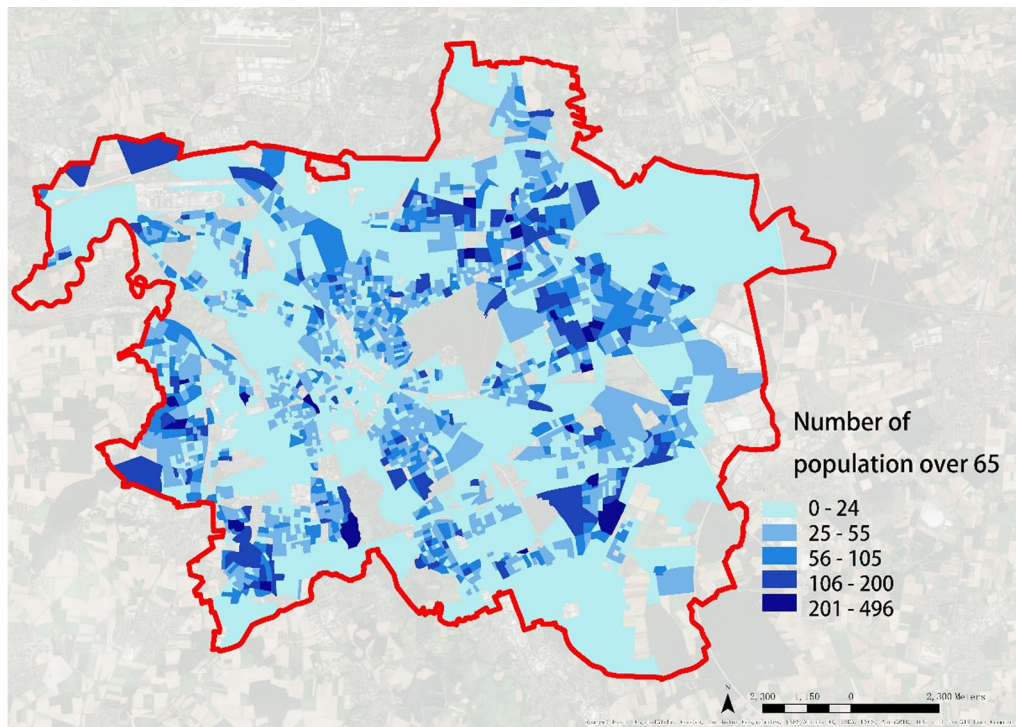 Number of
population over 65
0 - 24
25 - 55
56 - 105
106 - 200
201 - 496
N
2,300 1,150 0 2,300 Meters